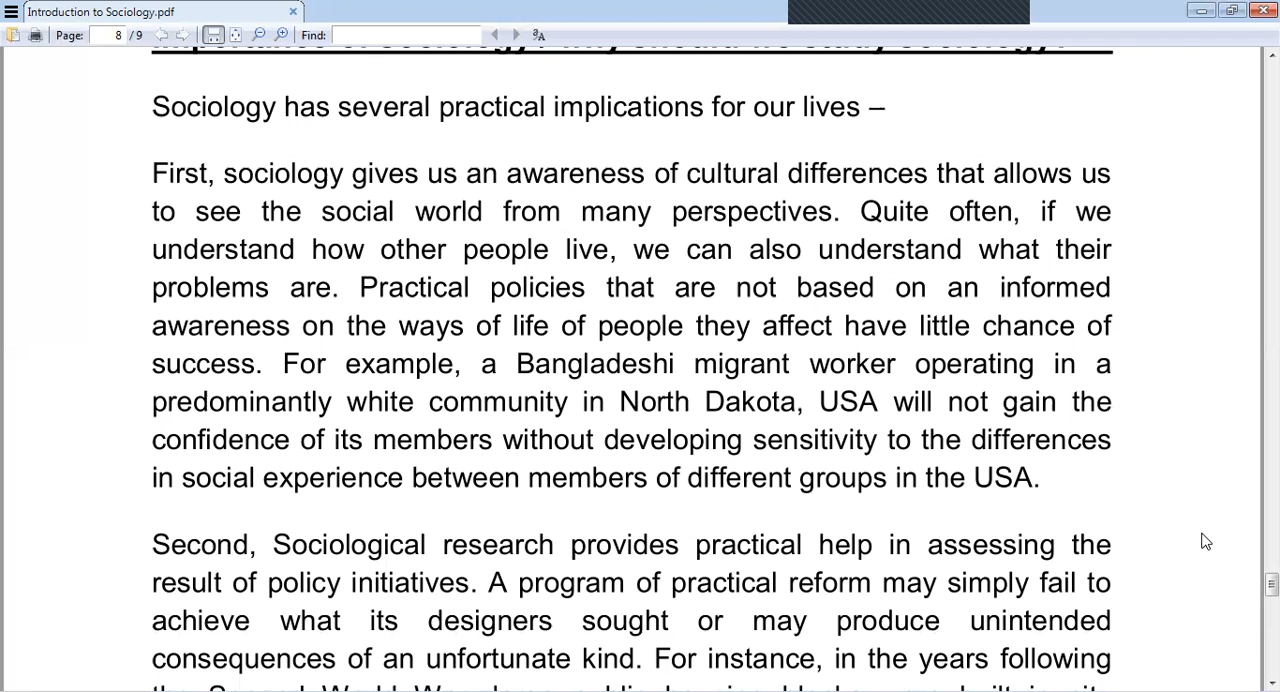 Introduction to Sociology.pdf
Page: 8 / 9 Find:
Importance of Sociology / Why should we study Sociology?
Sociology has several practical implications for our lives –
First, sociology gives us an awareness of cultural differences that allows us
to see the social world from many perspectives. Quite often, if we
understand how other people live, we can also understand what their
problems are. Practical policies that are not based on an informed
awareness on the ways of life of people they affect have little chance of
success. For example, a Bangladeshi migrant worker operating in a
predominantly white community in North Dakota, USA will not gain the
confidence of its members without developing sensitivity to the differences
in social experience between members of different groups in the USA.
Second, Sociological research provides practical help in assessing the
result of policy initiatives. A program of practical reform may simply fail to
achieve what its designers sought or may produce unintended
consequences of an unfortunate kind. For instance, in the years following